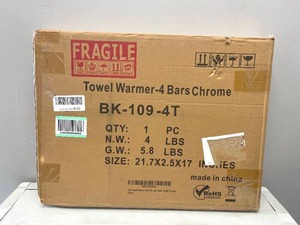 FRAGILE
Towel Warmer-4 Bars Chrome
BK-109-4T
QTY: 1 PC
N.W.: 4 LBS
G.W.: 5.8 LBS
SIZE: 21.7X2.5X17 INCHES
made in china
RoHS